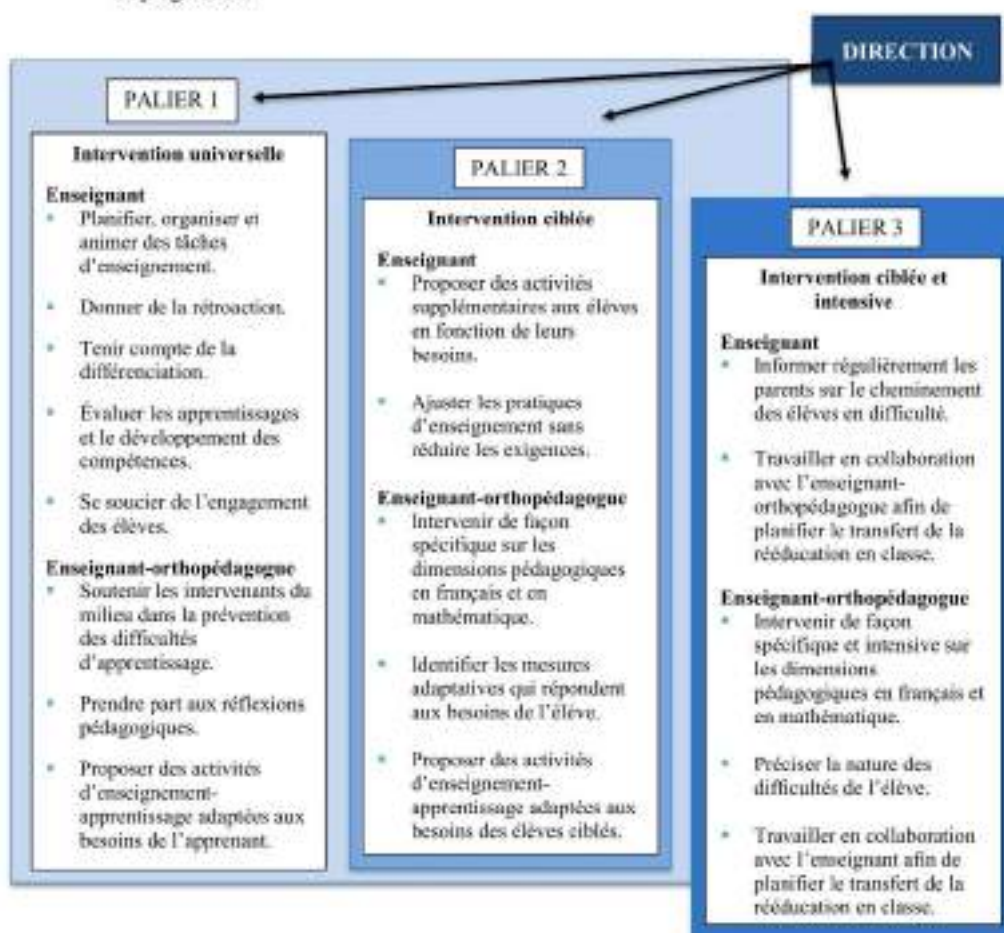 DIRECTION
PALIER 1
Intervention universelle
Enseignant
Planifier, organiser et
animer des tâches
d'enseignement.
Donner de la rétroaction.
Tenir compte de la
différenciation.
Évaluer les apprentissages
et le développement des
compétences.
Se soucier de l'engagement
des élèves.
Enseignant-orthopédagogue
Soutenir les intervenants du
milieu dans la prévention
des difficultés
d'apprentissage.
Prendre part aux réflexions
pédagogiques.
Proposer des activités
d'enseignement-
apprentissage adaptées aux
besoins de l'apprenant.
PALIER 2
Intervention ciblée
Enseignant
Proposer des activités
supplémentaires aux élèves
en fonction de leurs
besoins.
Ajuster les pratiques
d'enseignement sans
réduire les exigences.
Enseignant-orthopédagogue
Intervenir de façon
spécifique sur les
dimensions pédagogiques
en français et en
mathématique.
Identifier les mesures
adaptatives qui répondent
aux besoins de l'élève.
Proposer des activités
d'enseignement-
apprentissage adaptées aux
besoins des élèves ciblés.
PALIER 3
Intervention ciblée et
intensive
Enseignant
Informer régulièrement les
parents sur le cheminement
des élèves en difficulté.
Travailler en collaboration
avec l'enseignant-
orthopédagogue afin de
planifier le transfert de la
rééducation en classe.
Enseignant-orthopédagogue
Intervenir de façon
spécifique et intensive sur
les dimensions
pédagogiques en français et
en mathématique.
Préciser la nature des
difficultés de l'élève.
Travailler en collaboration
avec l'enseignant afin de
planifier le transfert de la
rééducation en classe.